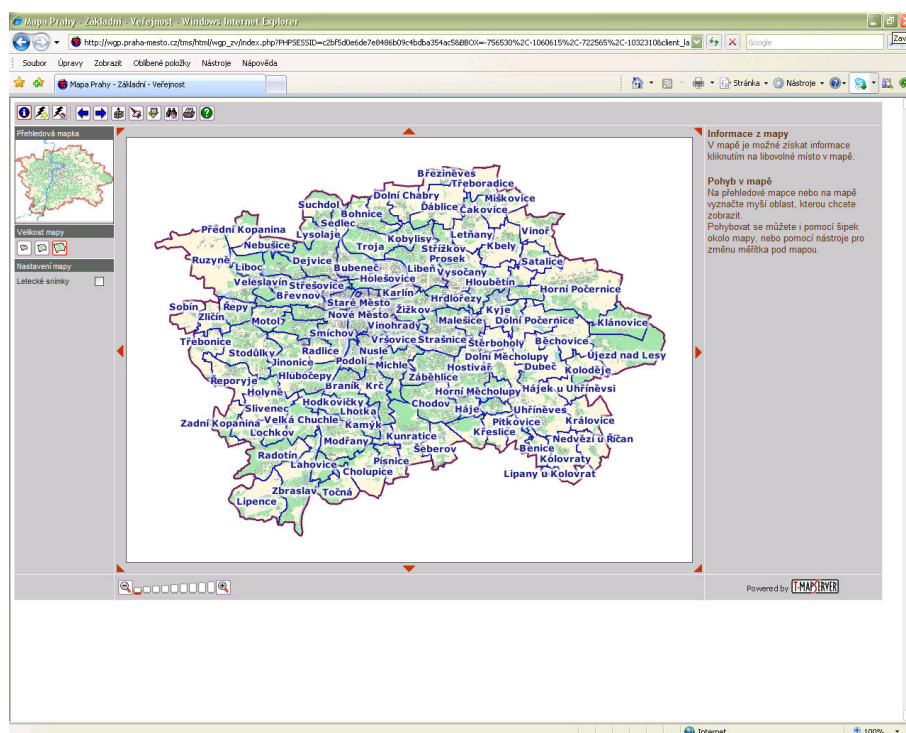 Mapa Prahy - Základní - Veřejnost - Windows Internet Explorer
http://wgp.praha-mesto.cz/tms/html/wgp_zv/index.php?PHPSESSID=c2bf5d0e6de7e8486b09c4bdba354ac5&BBOX=-756530%2C-1060615%2C-722565%2C-1032310&client_la
Google
Zav
Soubor Úpravy Zobrazit Oblíbené položky Nástroje Nápověda
Mapa Prahy - Základní - Veřejnost
Stránka Nástroje
Přehledová mapka
Velikost mapy
Nastavení mapy
Letecké snímky
Březiněves
Třeboradice
Dolní Chabry Miškovice
Suchdol Ďáblice Čakovice
Bohnice
Sedlec
Přední Kopanina Lysolaje Kobylisy Letňany Vinoř
Nebušice Troja Střížkov Kbely
Ruzyně Dejvice Prosek Satalice
Liboc Bubeneč Libeň Vysočany
Veleslavín Střešovice Holešovice Hloubětín Horní Počernice
Břevnov Karlín Hrdlořezy
Sobín Řepy Staré Město Žižkov Kyje
Zličín Motol Nové Město Malešice Dolní Počernice Klánovice
Vinohrady
Třebonice Smíchov Vršovice Strašnice Štěrboholy Běchovice
Stodůlky Radlice Nusle Dolní Měcholupy Újezd nad Lesy
Jinonice Podolí Michle Hostivař Dubeč Koloděje
Řeporyje Hlubočepy Záběhlice
Holyně Braník Krč Horní Měcholupy Hájek u Uhříněvsi
Hodkovičky Chodov
Slivenec Lhotka Háje Uhříněves
Zadní Kopanina Velká Chuchle Kamýk Pitkovice Královice
Lochkov Kunratice Křeslice Nedvězí u Říčan
Modřany Šeberov Benice
Radotín Písnice Kolovraty
Lahovice Cholupice Lipany u Kolovrat
Zbraslav Točná
Lipence
Informace z mapy
V mapě je možné získat informace
kliknutím na libovolné místo v mapě.
Pohyb v mapě
Na přehledové mapce nebo na mapě
vyznačte myší oblast, kterou chcete
zobrazit.
Pohybovat se můžete i pomocí šipek
okolo mapy, nebo pomocí nástroje pro
změnu měřítka pod mapou.
Powered by T-MAPSERVER
Internet 100%